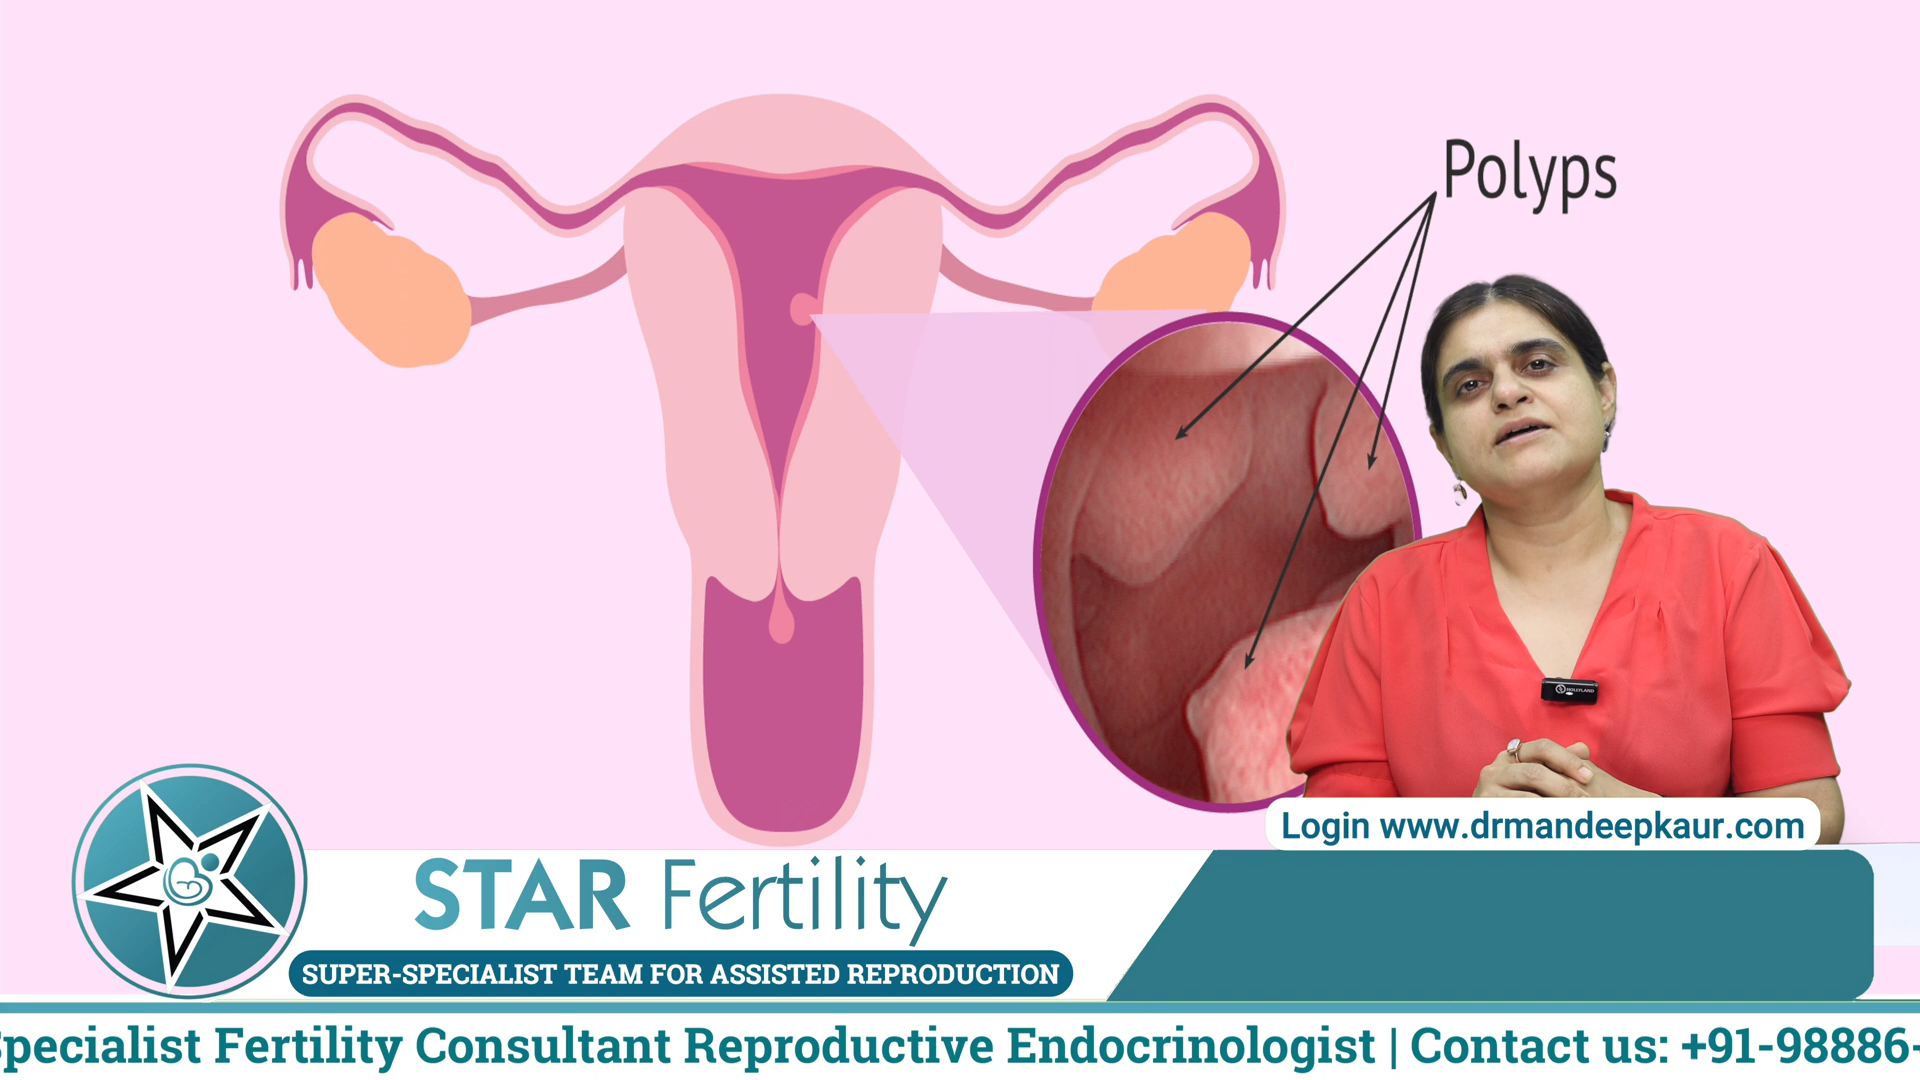 Polyps
Login www.drmandeepkaur.com
STAR Fertility
SUPER-SPECIALIST TEAM FOR ASSISTED REPRODUCTION
pecialist Fertility Consultant Reproductive Endocrinologist | Contact us: +91-98886-